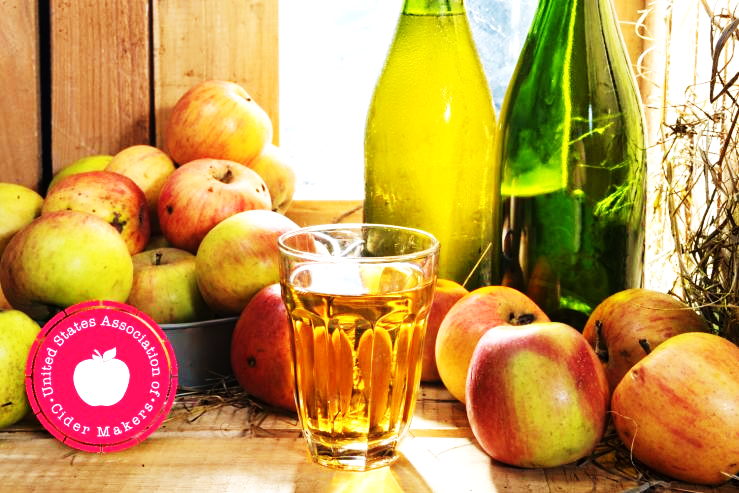 United States Association of
Cider Makers